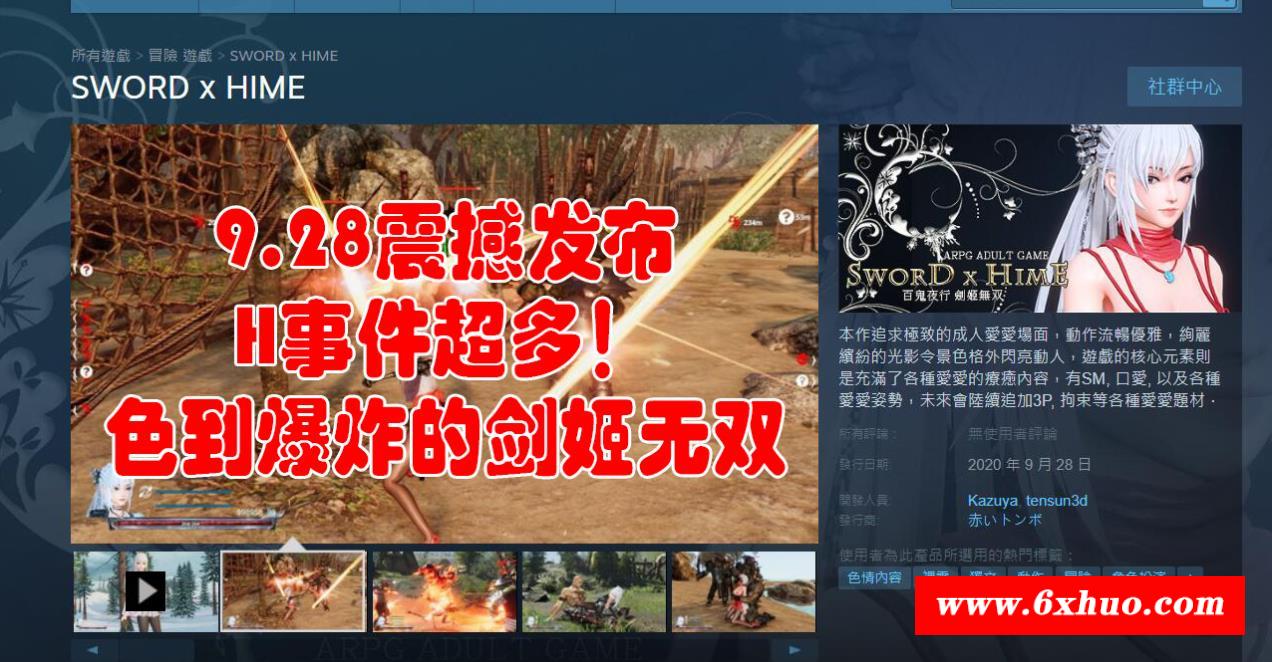 所有遊戲 > 冒險 遊戲 > SWORD x HIME
SWORD x HIME
社群中心
9.28震撼发布
H事件超多！
色到爆炸的剑姬无双
234m
53m
ARPG ADULT GAME
SWORD x HIME
百鬼夜行 劍姬無双
本作追求極致的成人愛愛場面，動作流暢優雅，絢麗
繽紛的光影令景色格外閃亮動人，遊戲的核心元素則
是充滿了各種愛愛的療癒內容，有SM, 口愛, 以及各種
愛愛姿勢，未來會陸續追加3P, 拘束等各種愛愛題材．
所有評論：
無使用者評論
發行日期:
2020 年 9 月 28 日
開發人員:
Kazuya, tensun3d
發行商:
赤いトンボ
使用者為此產品所選用的熱門標籤：
色情內容
www.6xhuo.com
ARPG ADULT GAME